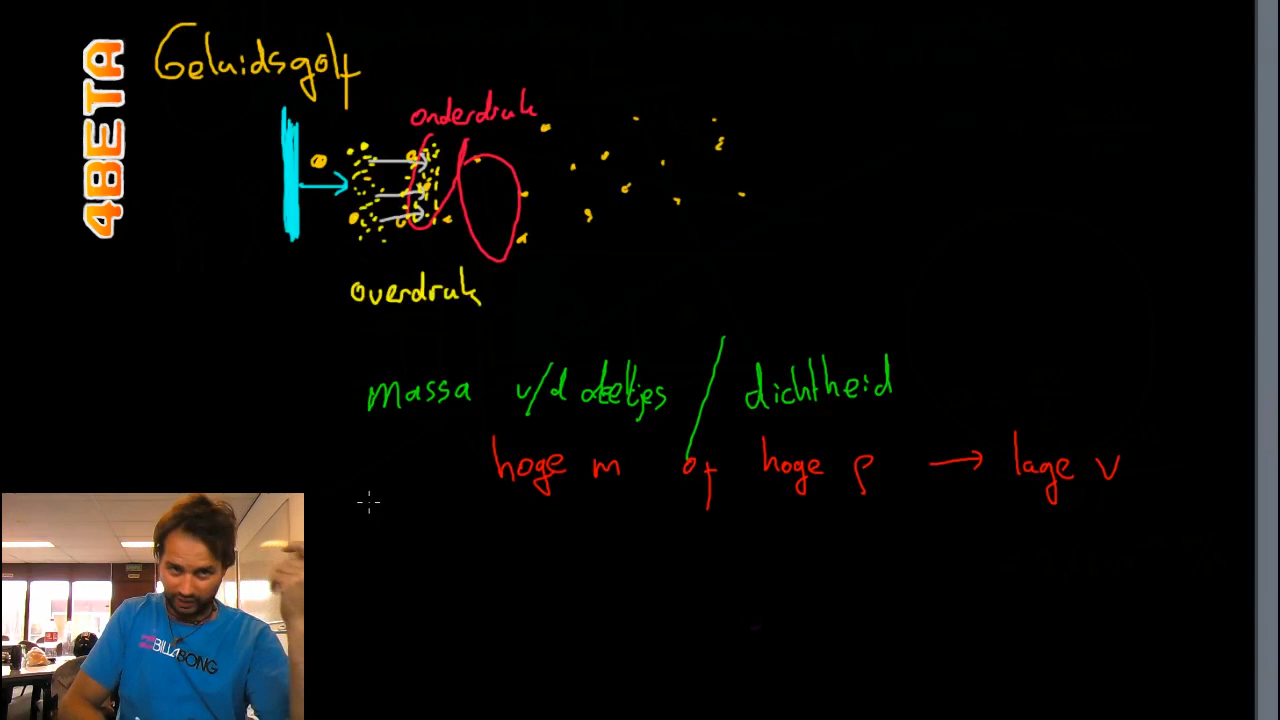 4BETA
Geluidsgolf
onderdruk
overdruk
massa v/d deeltjes / dichtheid
hoge m of hoge ρ → lage v
BILLABONG